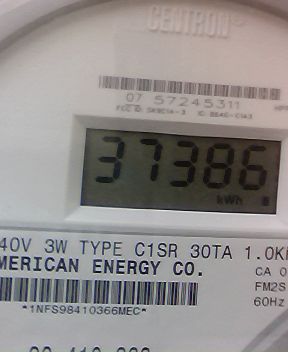 CENTRON
07 57245311
37386
kWh
40V 3W TYPE C1SR 30TA 1.0K
MERICAN ENERGY CO.
CA 0
FM2S
60Hz
*1NFS98410366MEC*